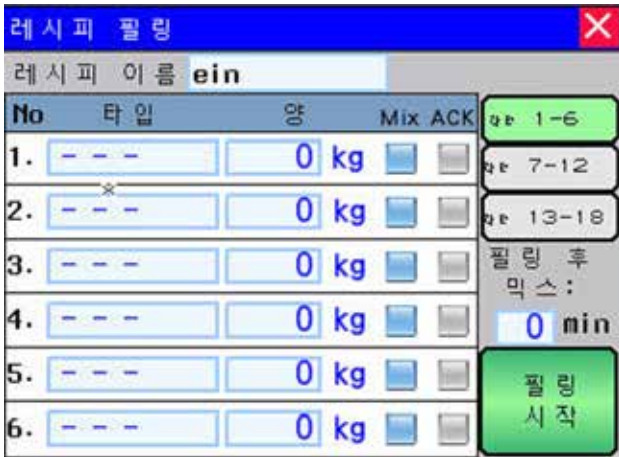 레시피 필링
레시피 이름 ein
No 타입 양 Mix ACK
1. - - - 0 kg
2. - - - 0 kg
3. - - - 0 kg
4. - - - 0 kg
5. - - - 0 kg
6. - - - 0 kg
1-6
7-12
13-18
필링 후
믹스:
0 min
필링
시작